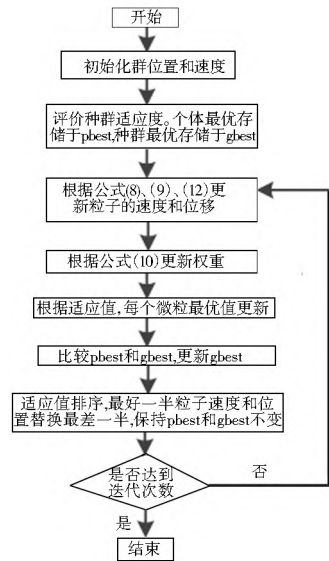 开始
初始化群位置和速度
评价种群适应度。个体最优存
储于pbest,种群最优存储于gbest
根据公式(8)、(9)、(12)更
新粒子的速度和位移
根据公式(10)更新权重
根据适应值,每个微粒最优值更新
比较pbest和gbest,更新gbest
适应值排序,最好一半粒子速度和位
置替换最差一半,保持pbest和gbest不变
是否达到
迭代次数
否
是
结束